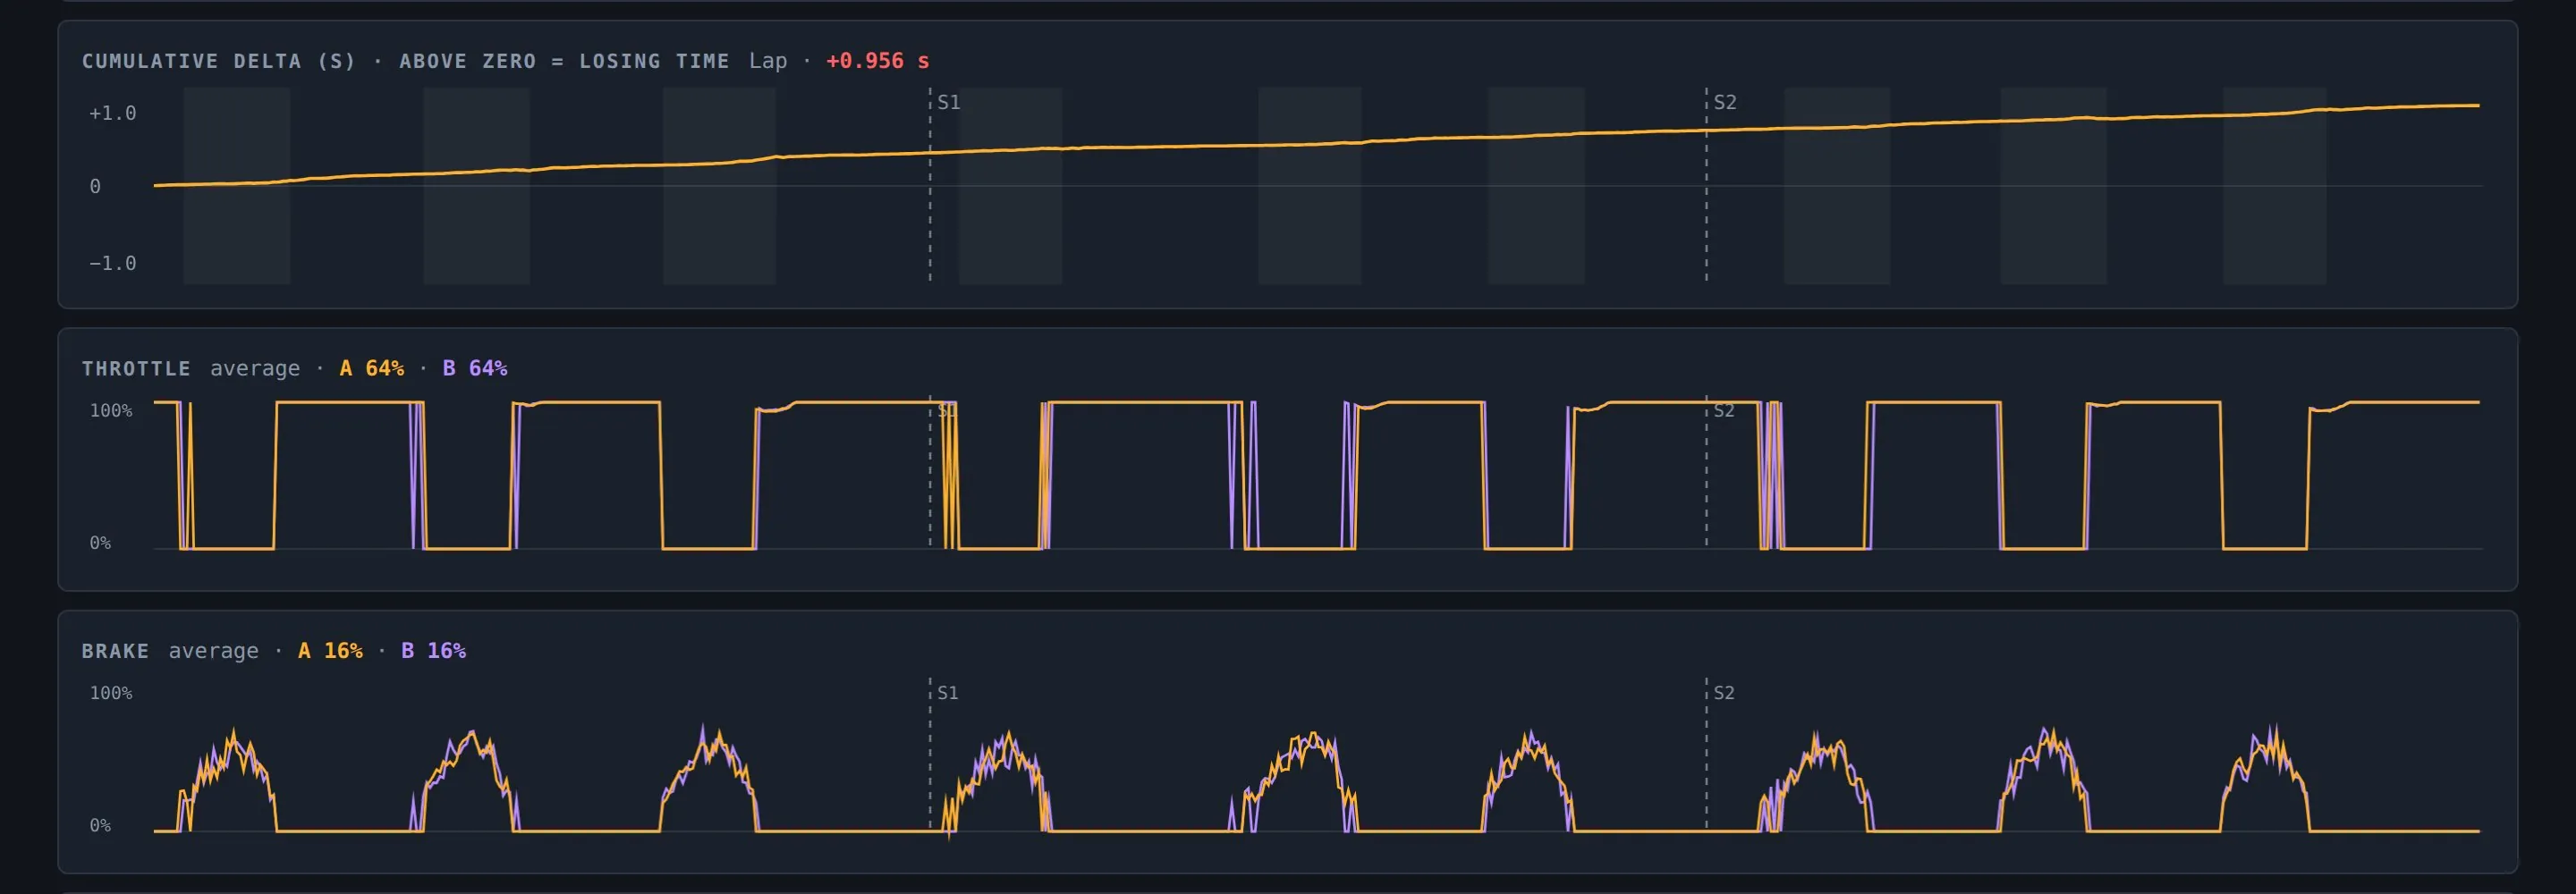 CUMULATIVE DELTA (S) · ABOVE ZERO = LOSING TIME Lap · +0.956 s
+1.0
S1
S2
0
−1.0
THROTTLE average · A 64% · B 64%
100%
S1
S2
0%
BRAKE average · A 16% · B 16%
100%
S1
S2
0%